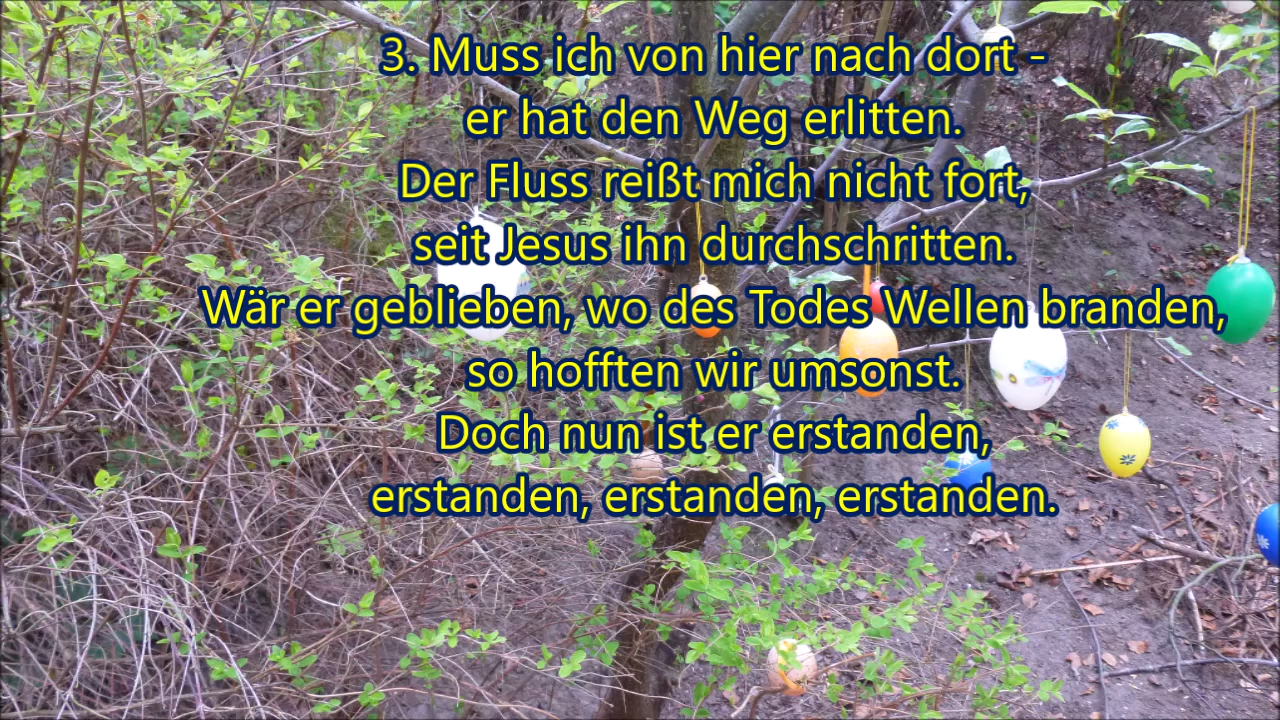 3. Muss ich von hier nach dort -
er hat den Weg erlitten.
Der Fluss reißt mich nicht fort,
seit Jesus ihn durchschritten.
Wär er geblieben, wo des Todes Wellen branden,
so hofften wir umsonst.
Doch nun ist er erstanden,
erstanden, erstanden, erstanden.